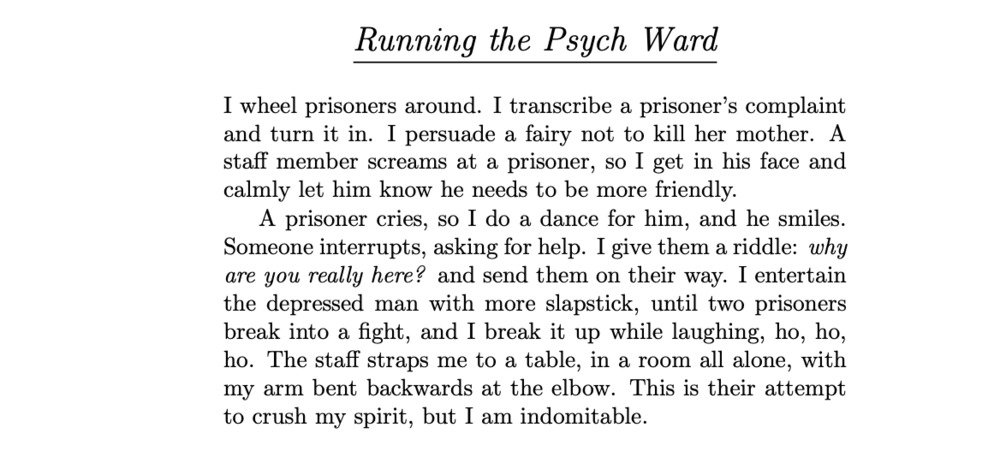 Running the Psych Ward
I wheel prisoners around. I transcribe a prisoner's complaint
and turn it in. I persuade a fairy not to kill her mother. A
staff member screams at a prisoner, so I get in his face and
calmly let him know he needs to be more friendly.
A prisoner cries, so I do a dance for him, and he smiles.
Someone interrupts, asking for help. I give them a riddle: why
are you really here? and send them on their way. I entertain
the depressed man with more slapstick, until two prisoners
break into a fight, and I break it up while laughing, ho, ho,
ho. The staff straps me to a table, in a room all alone, with
my arm bent backwards at the elbow. This is their attempt
to crush my spirit, but I am indomitable.